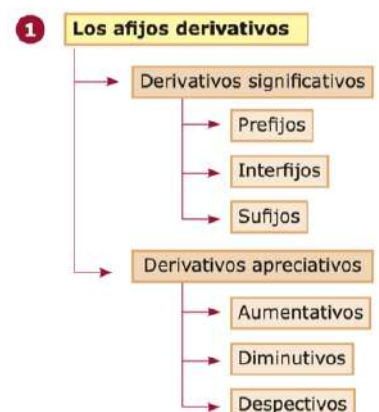 1 Los afijos derivativos
Derivativos significativos
Prefijos
Interfijos
Sufijos
Derivativos apreciativos
Aumentativos
Diminutivos
Despectivos